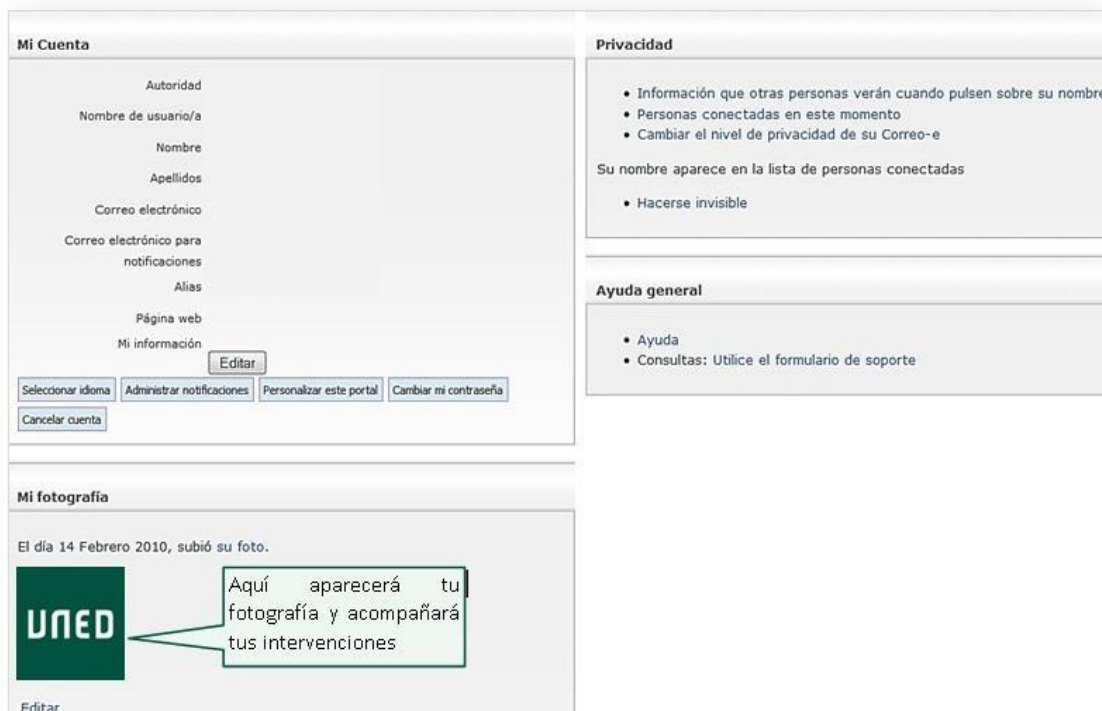 Mi Cuenta
Autoridad
Nombre de usuario/a
Nombre
Apellidos
Correo electrónico
Correo electrónico para
notificaciones
Alias
Página web
Mi información
Editar
Seleccionar idioma Administrar notificaciones Personalizar este portal Cambiar mi contraseña
Cancelar cuenta
Mi fotografía
El día 14 Febrero 2010, subió su foto.
UNED
Aquí aparecerá tu
fotografía y acompañará
tus intervenciones
Editar
Privacidad
• Información que otras personas verán cuando pulsen sobre su nombre
• Personas conectadas en este momento
• Cambiar el nivel de privacidad de su Correo-e
Su nombre aparece en la lista de personas conectadas
• Hacerse invisible
Ayuda general
• Ayuda
• Consultas: Utilice el formulario de soporte